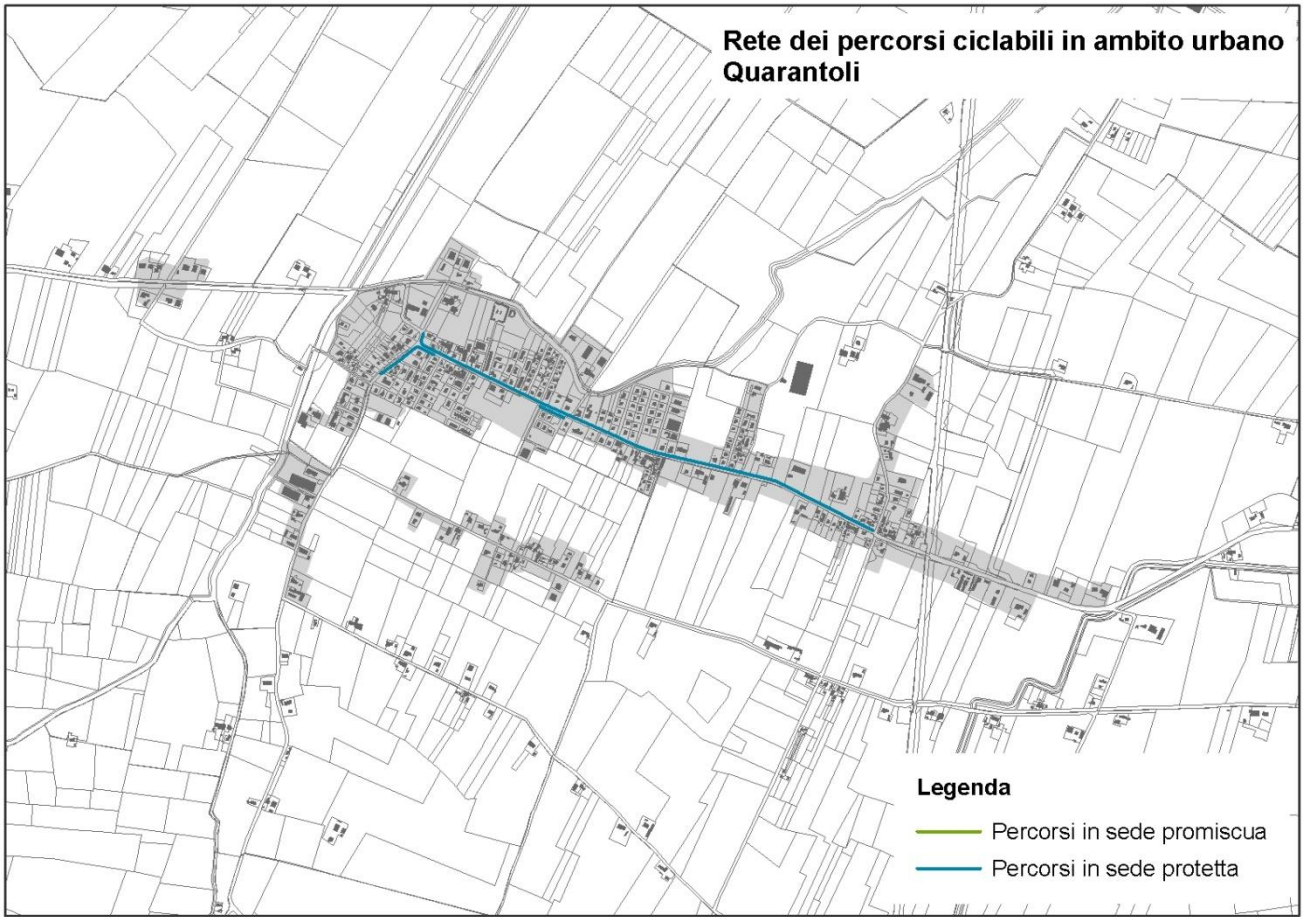 Rete dei percorsi ciclabili in ambito urbano
Quarantoli
D
Legenda
Percorsi in sede promiscua
Percorsi in sede protetta